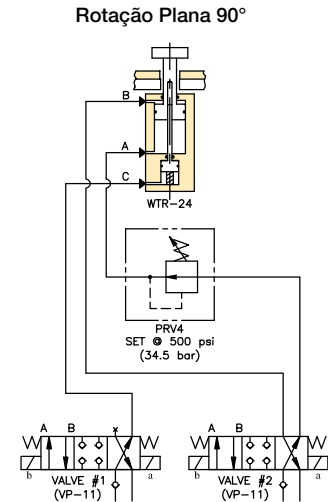 Rotação Plana 90°
B
A
C
WTR-24
PRV4
SET @ 500 psi
(34.5 bar)
A B
A B
b a
b a
VALVE #1
(VP-11)
VALVE #2
(VP-11)